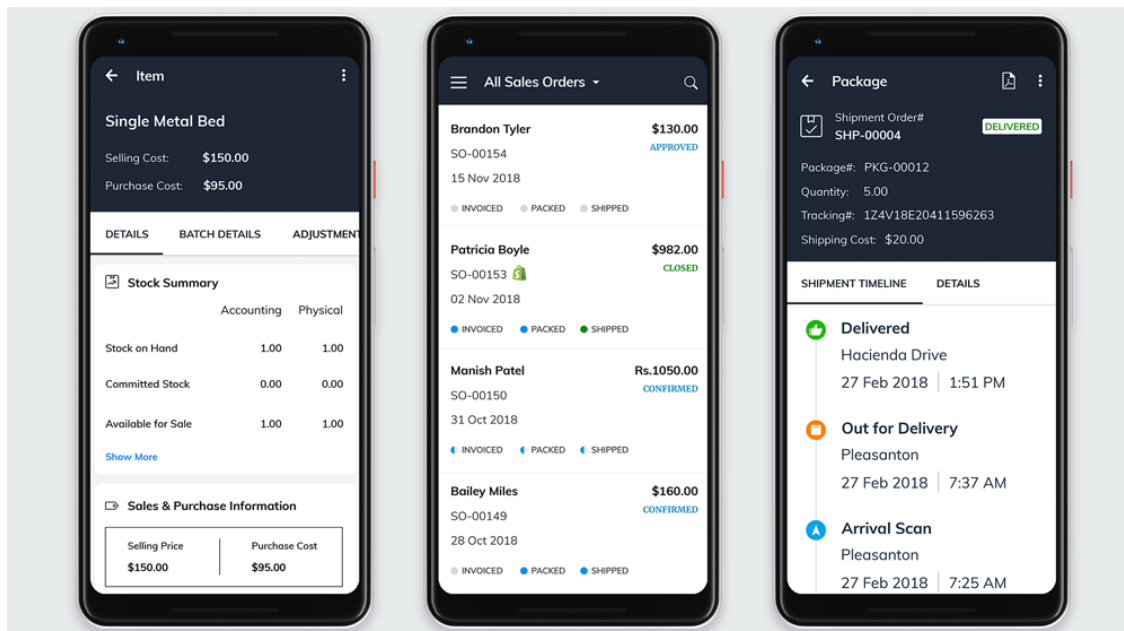 Item
Single Metal Bed
Selling Cost: $150.00
Purchase Cost: $95.00
DETAILS BATCH DETAILS ADJUSTMENT
Stock Summary
Accounting Physical
Stock on Hand 1.00 1.00
Committed Stock 0.00 0.00
Available for Sale 1.00 1.00
Show More
Sales & Purchase Information
Selling Price Purchase Cost
$150.00 $95.00
All Sales Orders
Brandon Tyler $130.00
SO-00154 APPROVED
15 Nov 2018
INVOICED PACKED SHIPPED
Patricia Boyle $982.00
SO-00153 CLOSED
02 Nov 2018
INVOICED PACKED SHIPPED
Manish Patel Rs.1050.00
SO-00150 CONFIRMED
31 Oct 2018
INVOICED PACKED SHIPPED
Bailey Miles $160.00
SO-00149 CONFIRMED
28 Oct 2018
INVOICED PACKED SHIPPED
Package
Shipment Order#
SHP-00004 DELIVERED
Package#: PKG-00012
Quantity: 5.00
Tracking#: 1Z4V18E20411596263
Shipping Cost: $20.00
SHIPMENT TIMELINE DETAILS
Delivered
Hacienda Drive
27 Feb 2018 1:51 PM
Out for Delivery
Pleasanton
27 Feb 2018 7:37 AM
Arrival Scan
Pleasanton
27 Feb 2018 7:25 AM